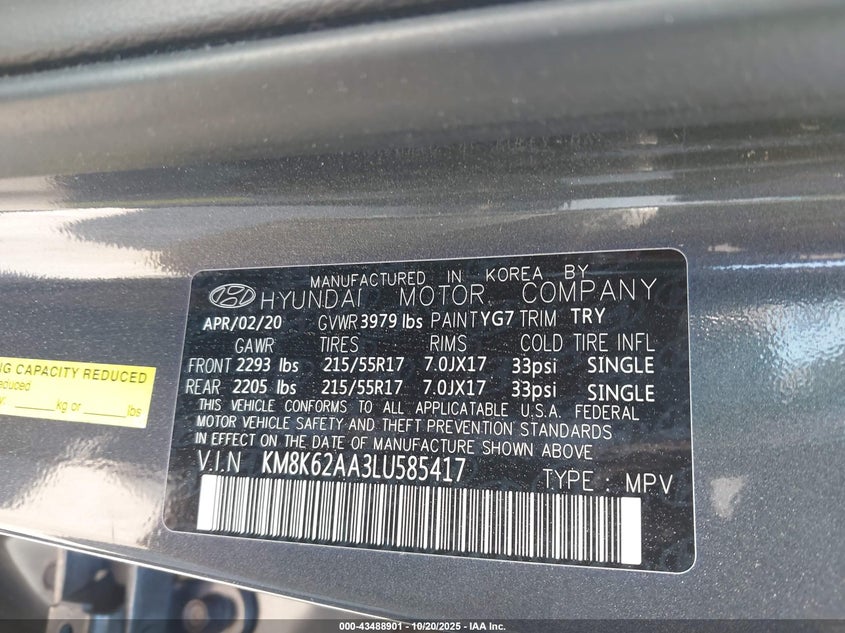 MANUFACTURED IN KOREA BY
HYUNDAI MOTOR COMPANY
APR/02/20 GVWR 3979 lbs PAINT YG7 TRIM TRY
GAWR TIRES RIMS COLD TIRE INFL
FRONT 2293 lbs 215/55R17 7.0JX17 33psi SINGLE
REAR 2205 lbs 215/55R17 7.0JX17 33psi SINGLE
THIS VEHICLE CONFORMS TO ALL APPLICATABLE U.S.A. FEDERAL
MOTOR VEHICLE SAFETY AND THEFT PREVENTION STANDARDS
IN EFFECT ON THE DATE OF MANUFACTURE SHOWN ABOVE
V.I.N KM8K62AA3LU585417 TYPE : MPV
CAPACITY REDUCED
kg or lbs
000-43488901 - 10/20/2025 - IAA Inc.